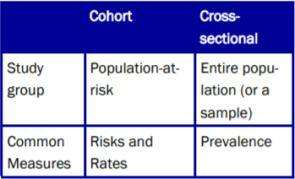 Cohort
Cross-
sectional
Study
group
Population-at-
risk
Entire popu-
lation (or a
sample)
Common
Measures
Risks and
Rates
Prevalence